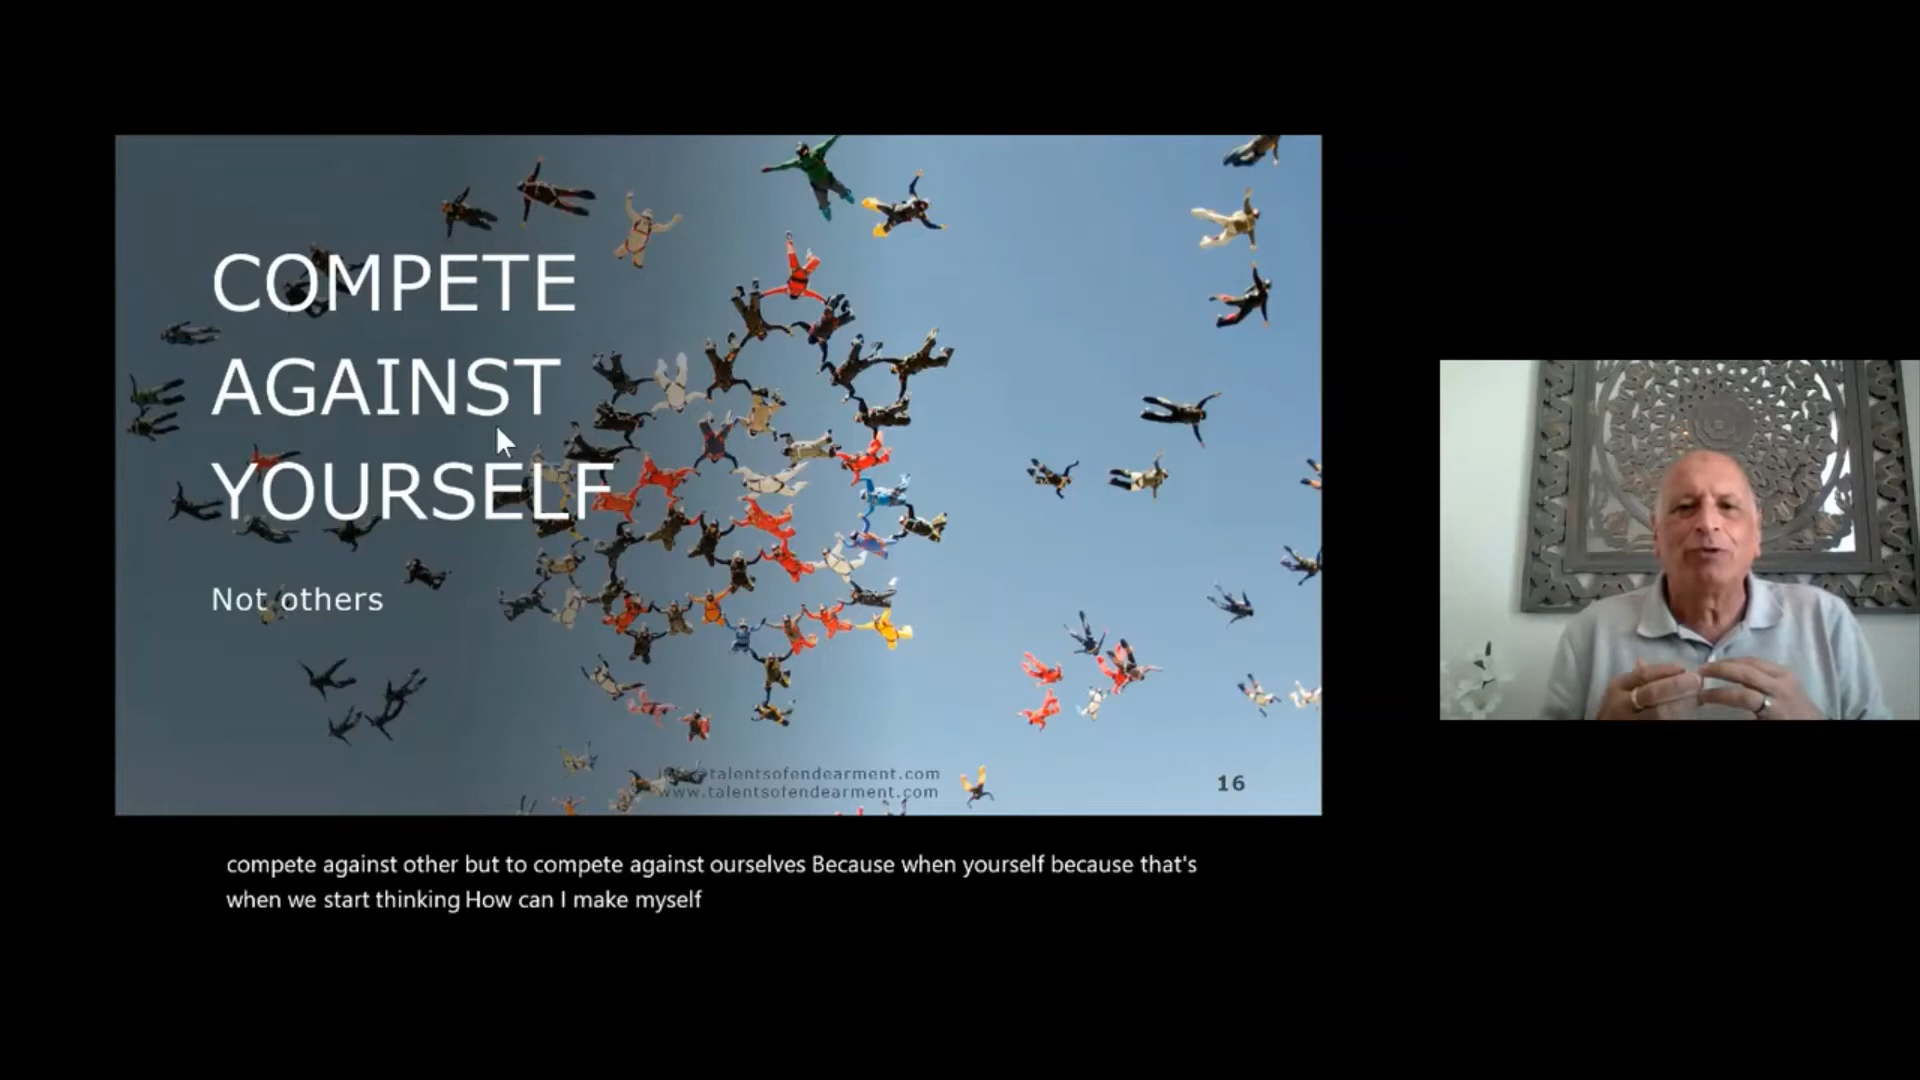 COMPETE
AGAINST
YOURSELF
Not others
www.talentsofendearment.com
16
compete against other but to compete against ourselves Because when yourself because that's
when we start thinking How can I make myself